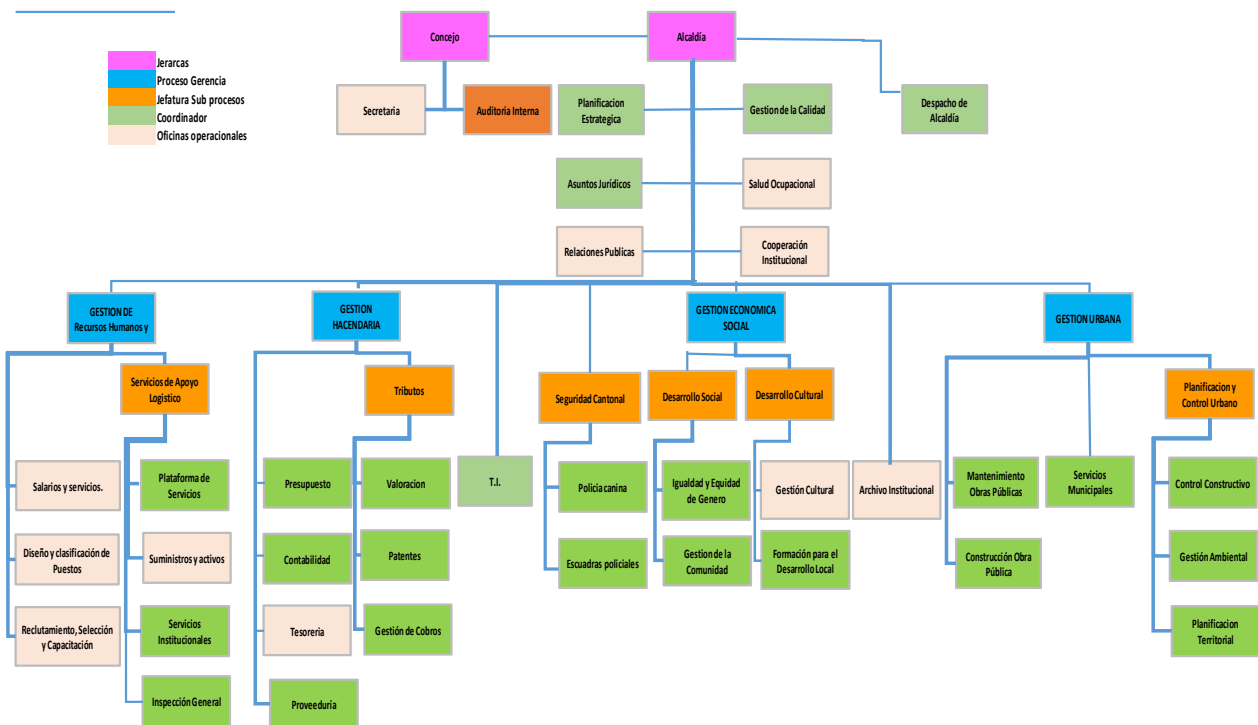 Concejo
Alcaldía
Jerarcas
Proceso Gerencia
Jefatura Sub procesos
Coordinador
Oficinas operacionales
Secretaria
Auditoria Interna
Planificacion
Estrategica
Gestion de la Calidad
Despacho de
Alcaldía
Asuntos Jurídicos
Salud Ocupacional
Relaciones Publicas
Cooperación
Institucional
GESTION DE
Recursos Humanos y
GESTION
HACENDARIA
GESTION ECONOMICA
SOCIAL
GESTION URBANA
Servicios de Apoyo
Logistico
Tributos
Seguridad Cantonal
Desarrollo Social
Desarrollo Cultural
Planificacion y
Control Urbano
Salarios y servicios.
Plataforma de
Servicios
Presupuesto
Valoracion
T.I.
Policia canina
Igualdad y Equidad
de Genero
Gestión Cultural
Archivo Institucional
Mantenimiento
Obras Públicas
Servicios
Municipales
Control Constructivo
Diseño y clasificación de
Puestos
Suministros y activos
Contabilidad
Patentes
Escuadras policiales
Gestion de la
Comunidad
Formación para el
Desarrollo Local
Construcción Obra
Pública
Gestión Ambiental
Reclutamiento, Selección
y Capacitación
Servicios
Institucionales
Tesorería
Gestión de Cobros
Planificacion
Territorial
Inspección General
Proveeduría